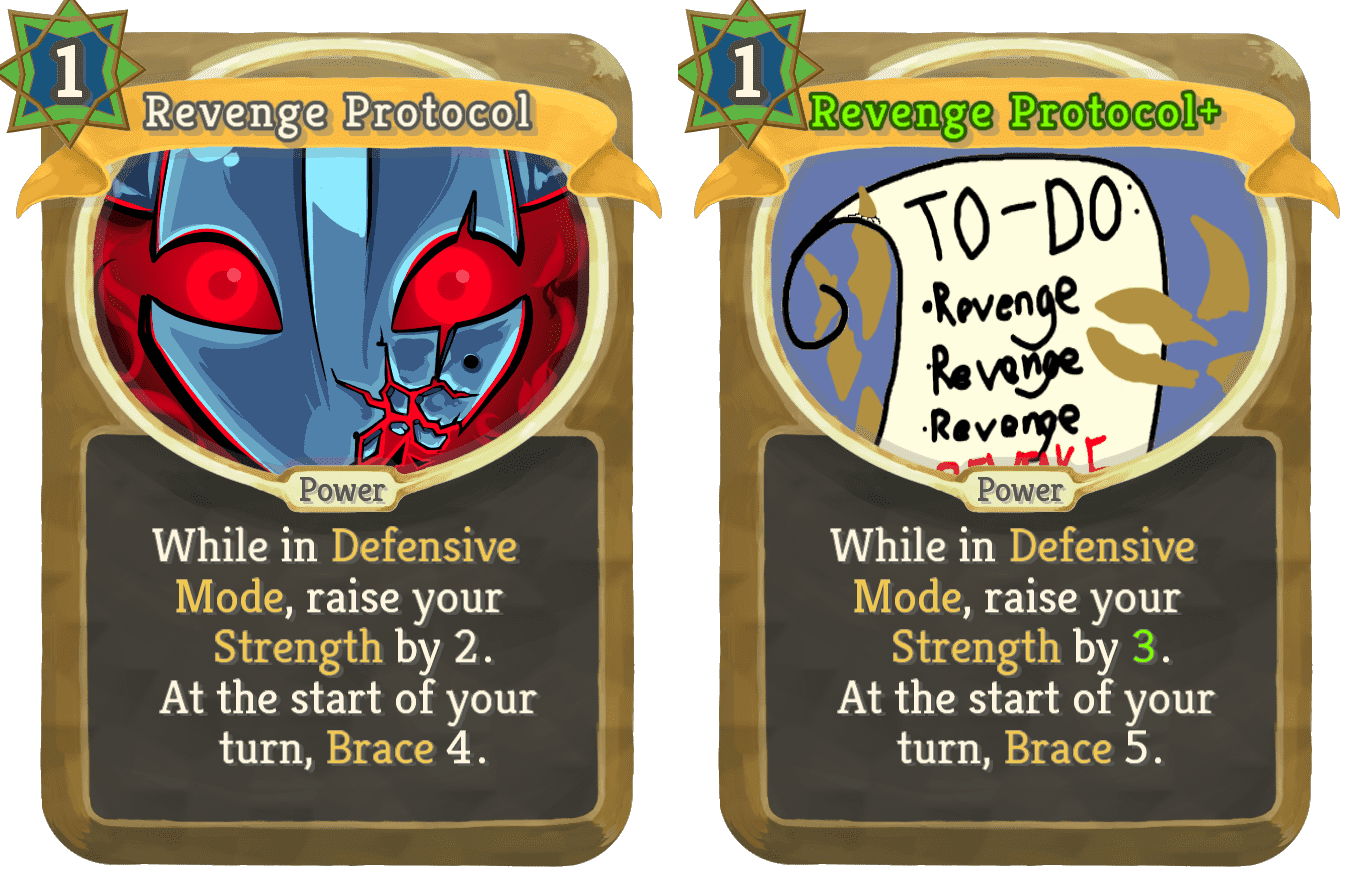 1
Revenge Protocol
Power
While in Defensive
Mode, raise your
Strength by 2.
At the start of your
turn, Brace 4.
1
Revenge Protocol+
TO-DO:
·Revenge
·Revenge
·Revenge
Power
While in Defensive
Mode, raise your
Strength by 3.
At the start of your
turn, Brace 5.